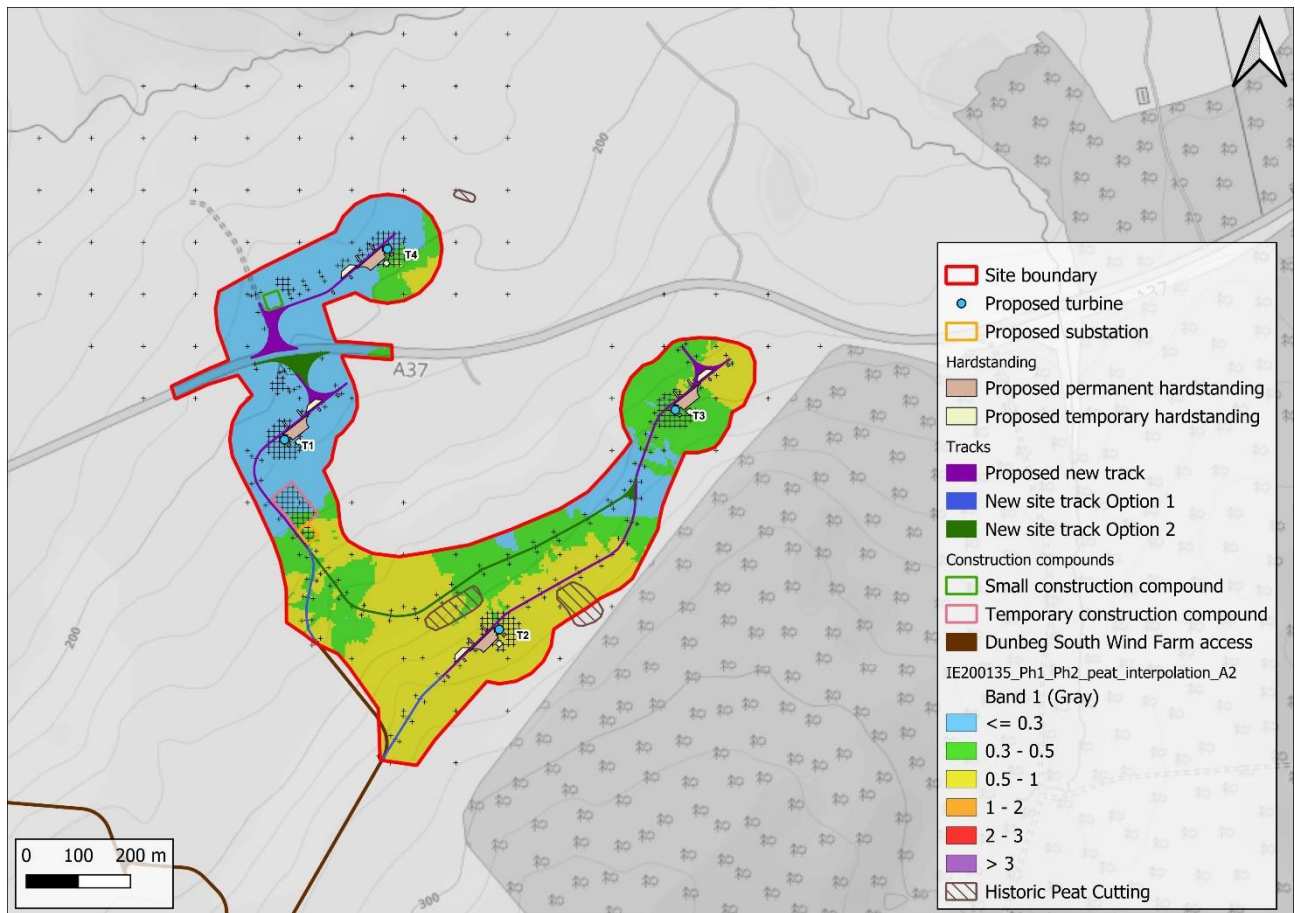 200
T4
A37
A37
T1
T3
T2
200
300
0 100 200 m
Site boundary
Proposed turbine
Proposed substation
Hardstanding
Proposed permanent hardstanding
Proposed temporary hardstanding
Tracks
Proposed new track
New site track Option 1
New site track Option 2
Construction compounds
Small construction compound
Temporary construction compound
Dunbeg South Wind Farm access
IE200135_Ph1_Ph2_peat_interpolation_A2
Band 1 (Gray)
<= 0.3
0.3 - 0.5
0.5 - 1
1 - 2
2 - 3
> 3
Historic Peat Cutting